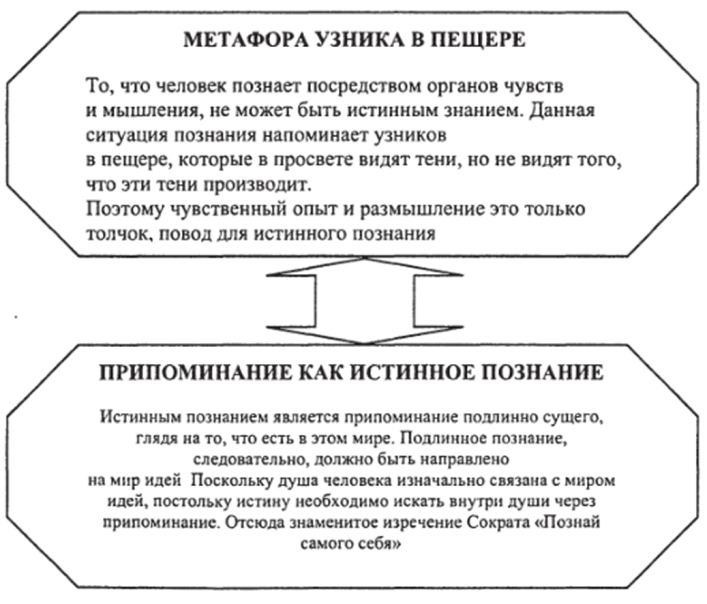 МЕТАФОРА УЗНИКА В ПЕЩЕРЕ
То, что человек познает посредством органов чувств
и мышления, не может быть истинным знанием. Данная
ситуация познания напоминает узников
в пещере, которые в просвете видят тени, но не видят того,
что эти тени производит.
Поэтому чувственный опыт и размышление это только
толчок, повод для истинного познания
ПРИПОМИНАНИЕ КАК ИСТИННОЕ ПОЗНАНИЕ
Истинным познанием является припоминание подлинно сущего,
глядя на то, что есть в этом мире. Подлинное познание,
следовательно, должно быть направлено
на мир идей Поскольку душа человека изначально связана с миром
идей, постольку истину необходимо искать внутри души через
припоминание. Отсюда знаменитое изречение Сократа «Познай
самого себя»